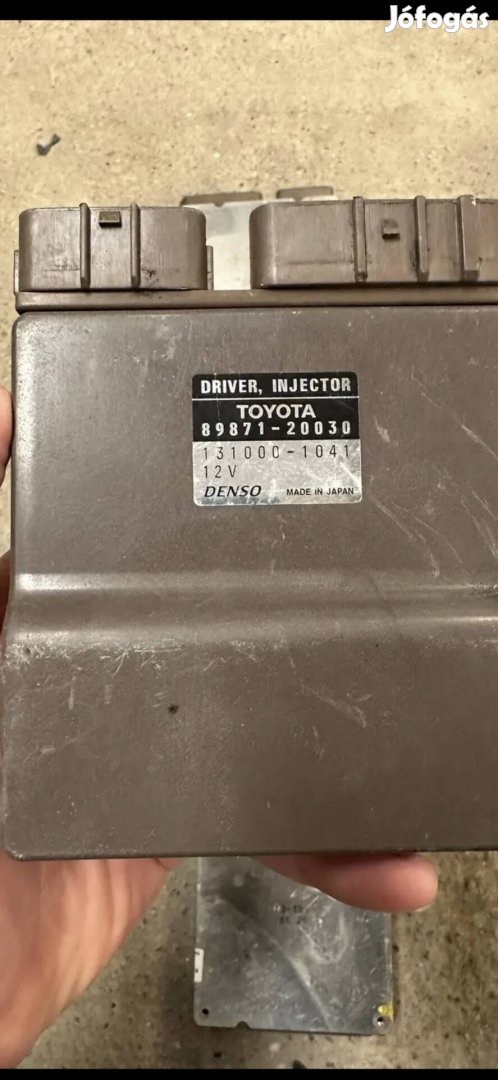 Jófogás
DRIVER, INJECTOR
TOYOTA
89871-20030
131000-1041
12V
DENSO MADE IN JAPAN